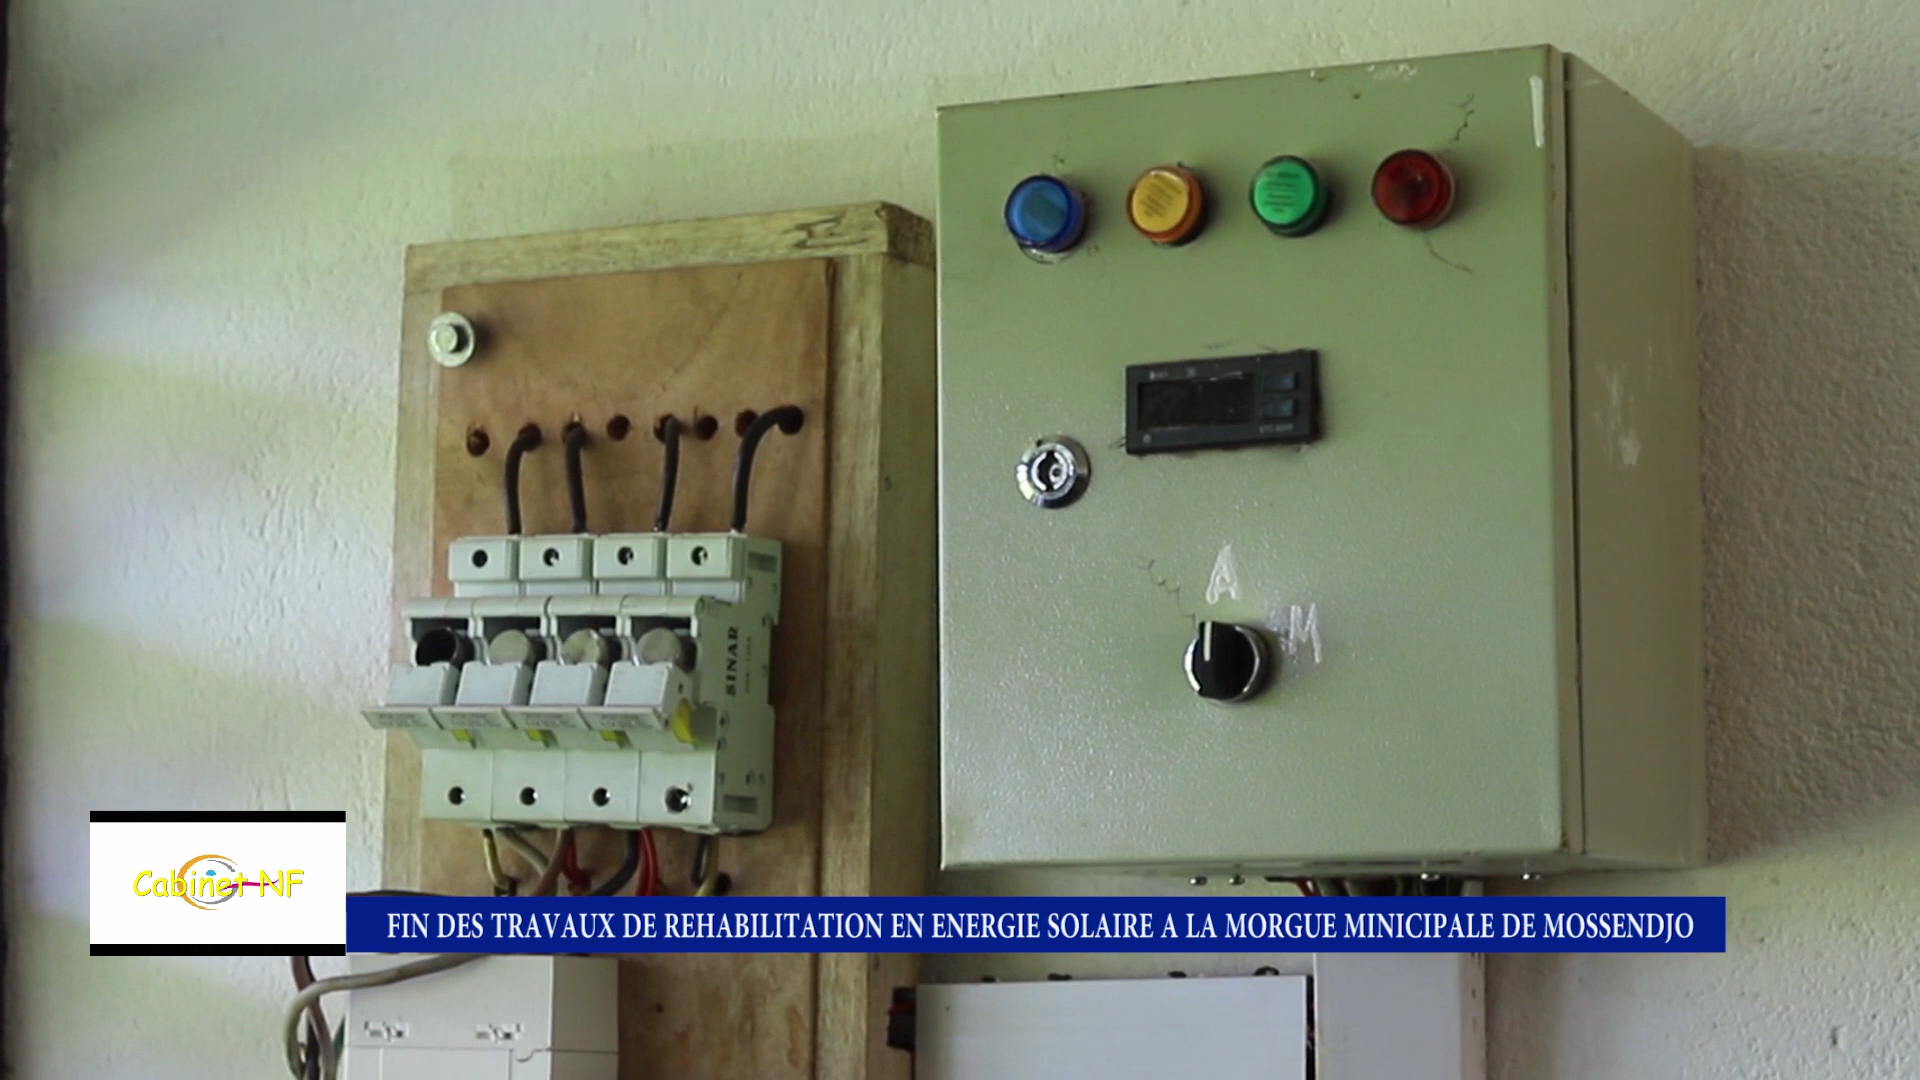 A
M
SINAR
Cabinet NF
FIN DES TRAVAUX DE REHABILITATION EN ENERGIE SOLAIRE A LA MORGUE MINICIPALE DE MOSSENDJO